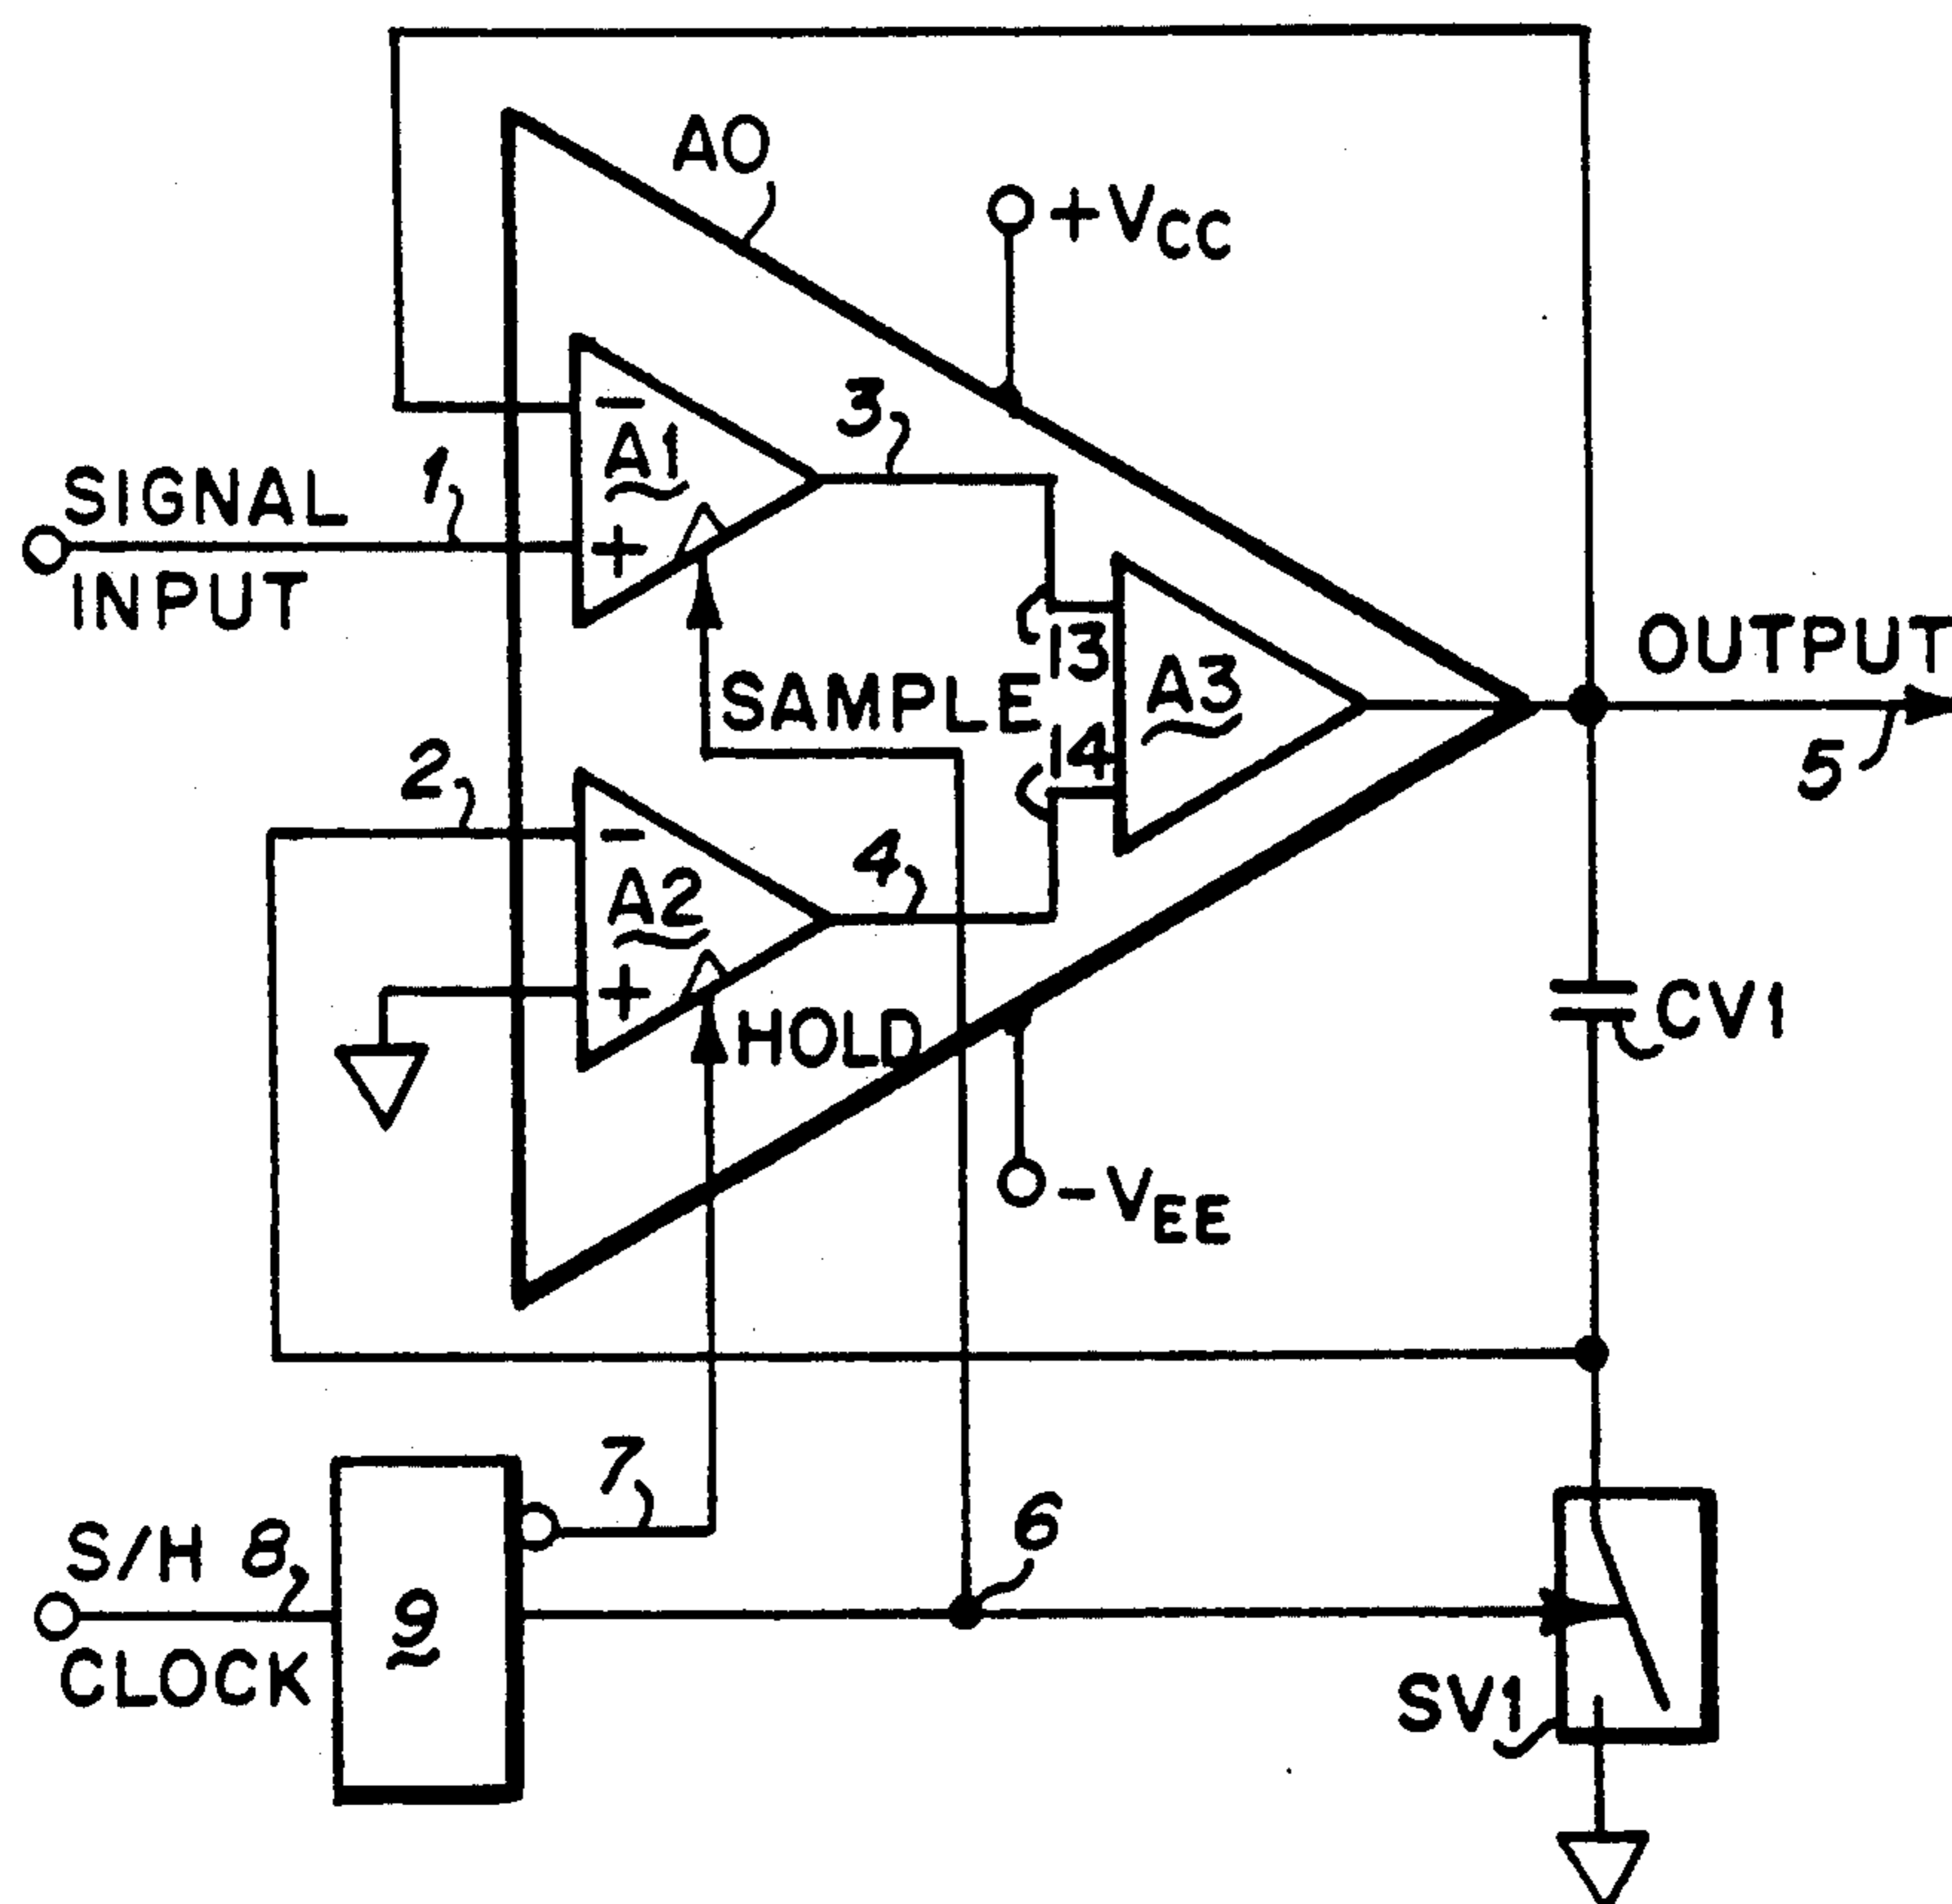 A0
+VCC
3
−
A1
+
1
SIGNAL
INPUT
13
OUTPUT
A3
SAMPLE
14
5
2
−
A2
+
4
HOLD
CV1
−VEE
7
6
S/H 8
9
CLOCK
SV1